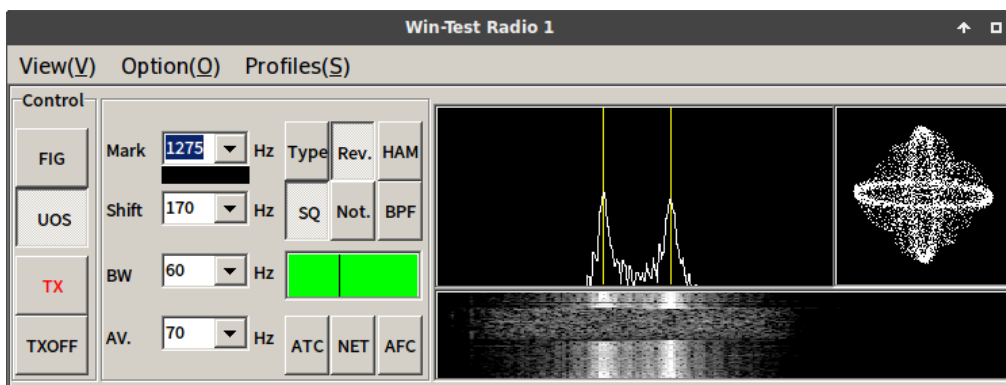 Win-Test Radio 1
View(V) Option(O) Profiles(S)
Control
FIG
UOS
TX
TXOFF
Mark 1275 Hz
Shift 170 Hz
BW 60 Hz
AV. 70 Hz
Type Rev. HAM
SQ Not. BPF
ATC NET AFC